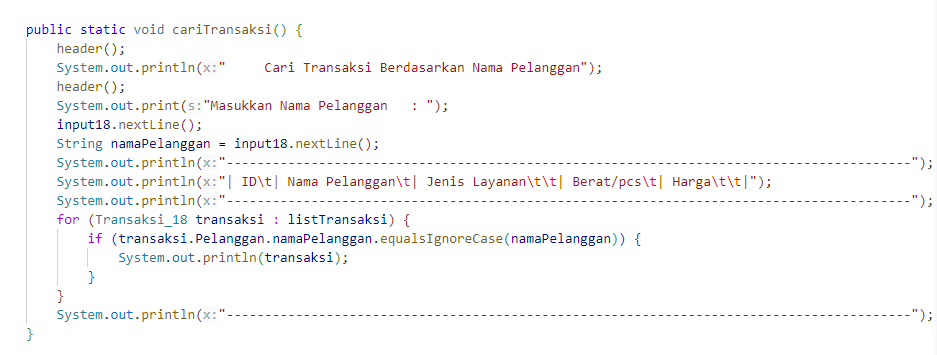 public static void cariTransaksi() {
    header();
    System.out.println(x:"     Cari Transaksi Berdasarkan Nama Pelanggan");
    header();
    System.out.print(s:"Masukkan Nama Pelanggan   : ");
    input18.nextLine();
    String namaPelanggan = input18.nextLine();
    System.out.println(x:"-----------------------------------------------------------------------------------------");
    System.out.println(x:"| ID\t| Nama Pelanggan\t| Jenis Layanan\t\t| Berat/pcs\t| Harga\t\t|");
    System.out.println(x:"-----------------------------------------------------------------------------------------");
    for (Transaksi_18 transaksi : listTransaksi) {
        if (transaksi.Pelanggan.namaPelanggan.equalsIgnoreCase(namaPelanggan)) {
            System.out.println(transaksi);
        }
    }
    System.out.println(x:"-----------------------------------------------------------------------------------------");
}